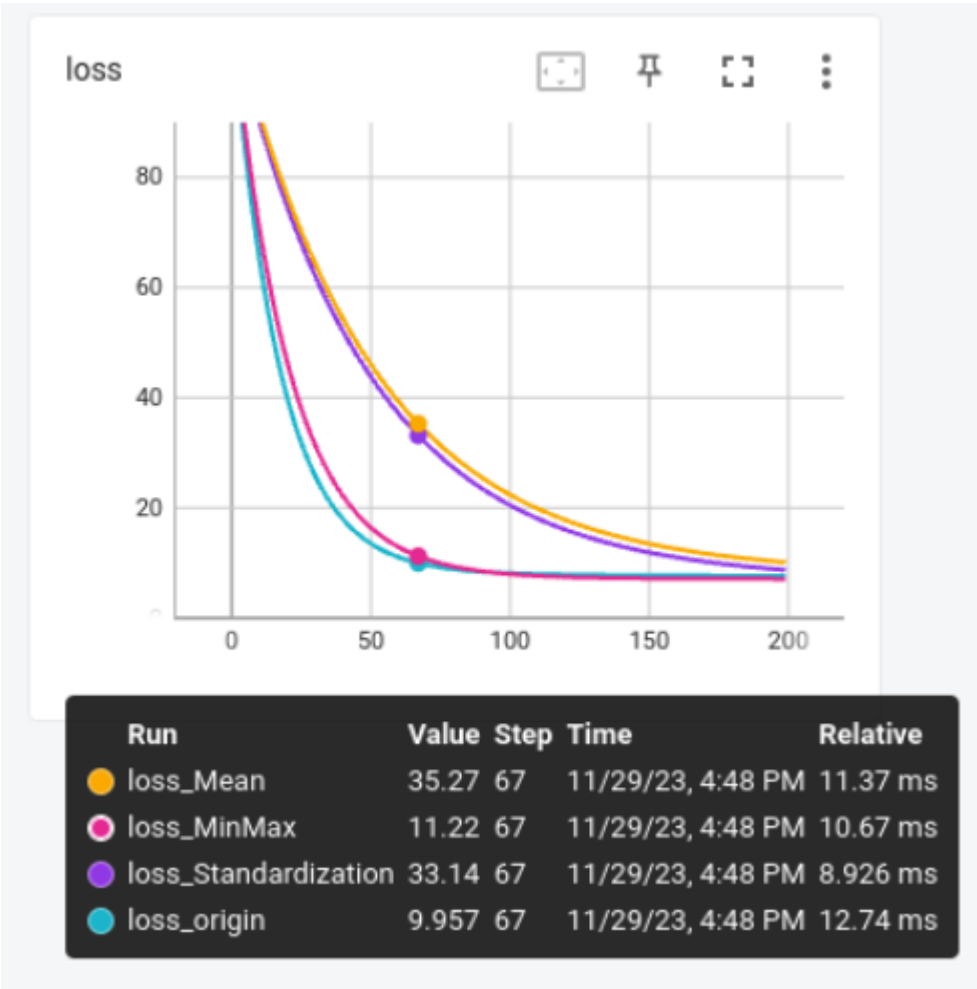 loss
80
60
40
20
0
0 50 100 150 200
Run Value Step Time Relative
loss_Mean 35.27 67 11/29/23, 4:48 PM 11.37 ms
loss_MinMax 11.22 67 11/29/23, 4:48 PM 10.67 ms
loss_Standardization 33.14 67 11/29/23, 4:48 PM 8.926 ms
loss_origin 9.957 67 11/29/23, 4:48 PM 12.74 ms